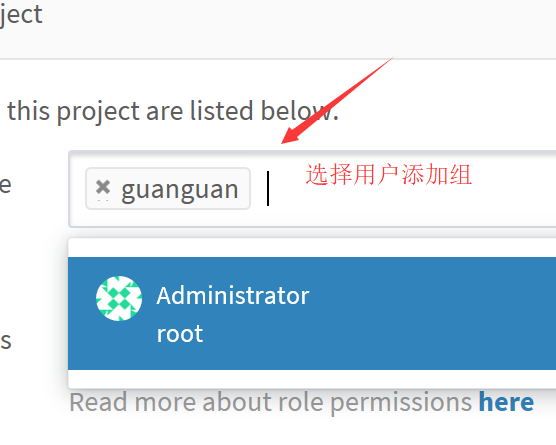 ject
this project are listed below.
e
× guanguan
选择用户添加组
Administrator
root
s
Read more about role permissions here